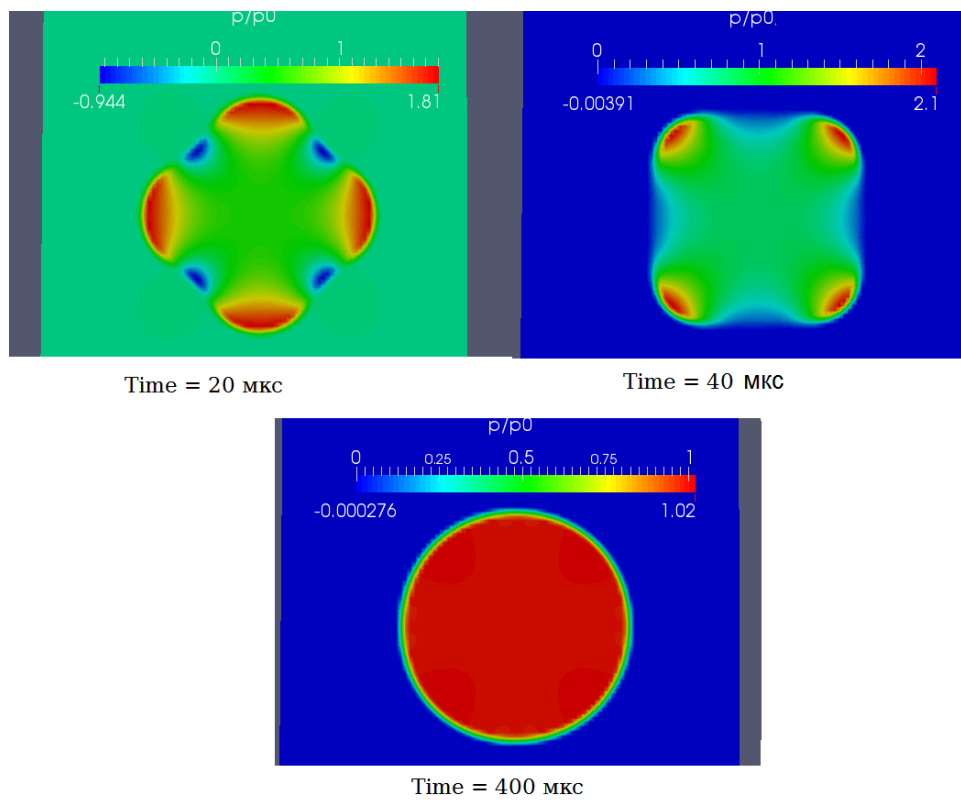 p/p0
0 1
-0.944 1.81
Time = 20 мкс
p/p0.
0 1 2
-0.00391 2.1
Time = 40 мкс
p/p0
0 0.25 0.5 0.75 1
-0.000276 1.02
Time = 400 мкс